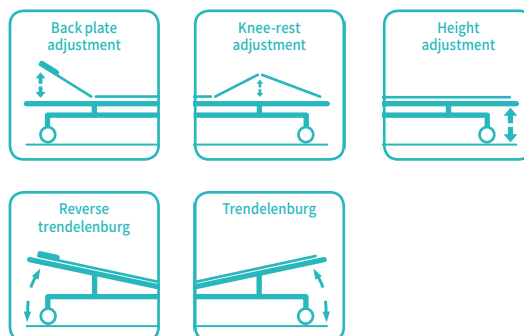 Back plate
adjustment
Knee-rest
adjustment
Height
adjustment
Reverse
trendelenburg
Trendelenburg